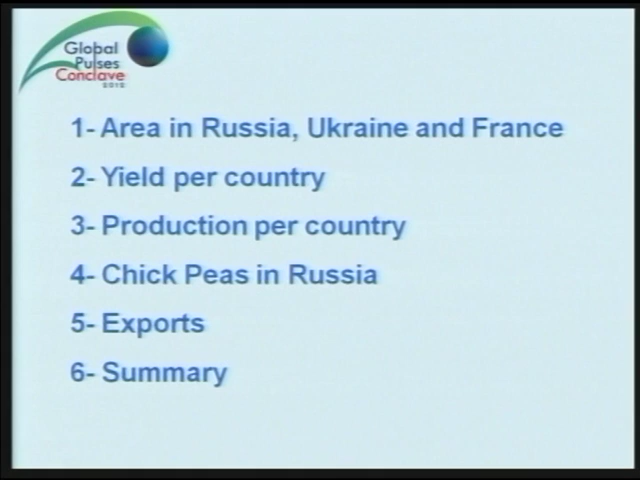 Global
Pulses
Conclave
2012
1- Area in Russia, Ukraine and France
2- Yield per country
3- Production per country
4- Chick Peas in Russia
5- Exports
6- Summary